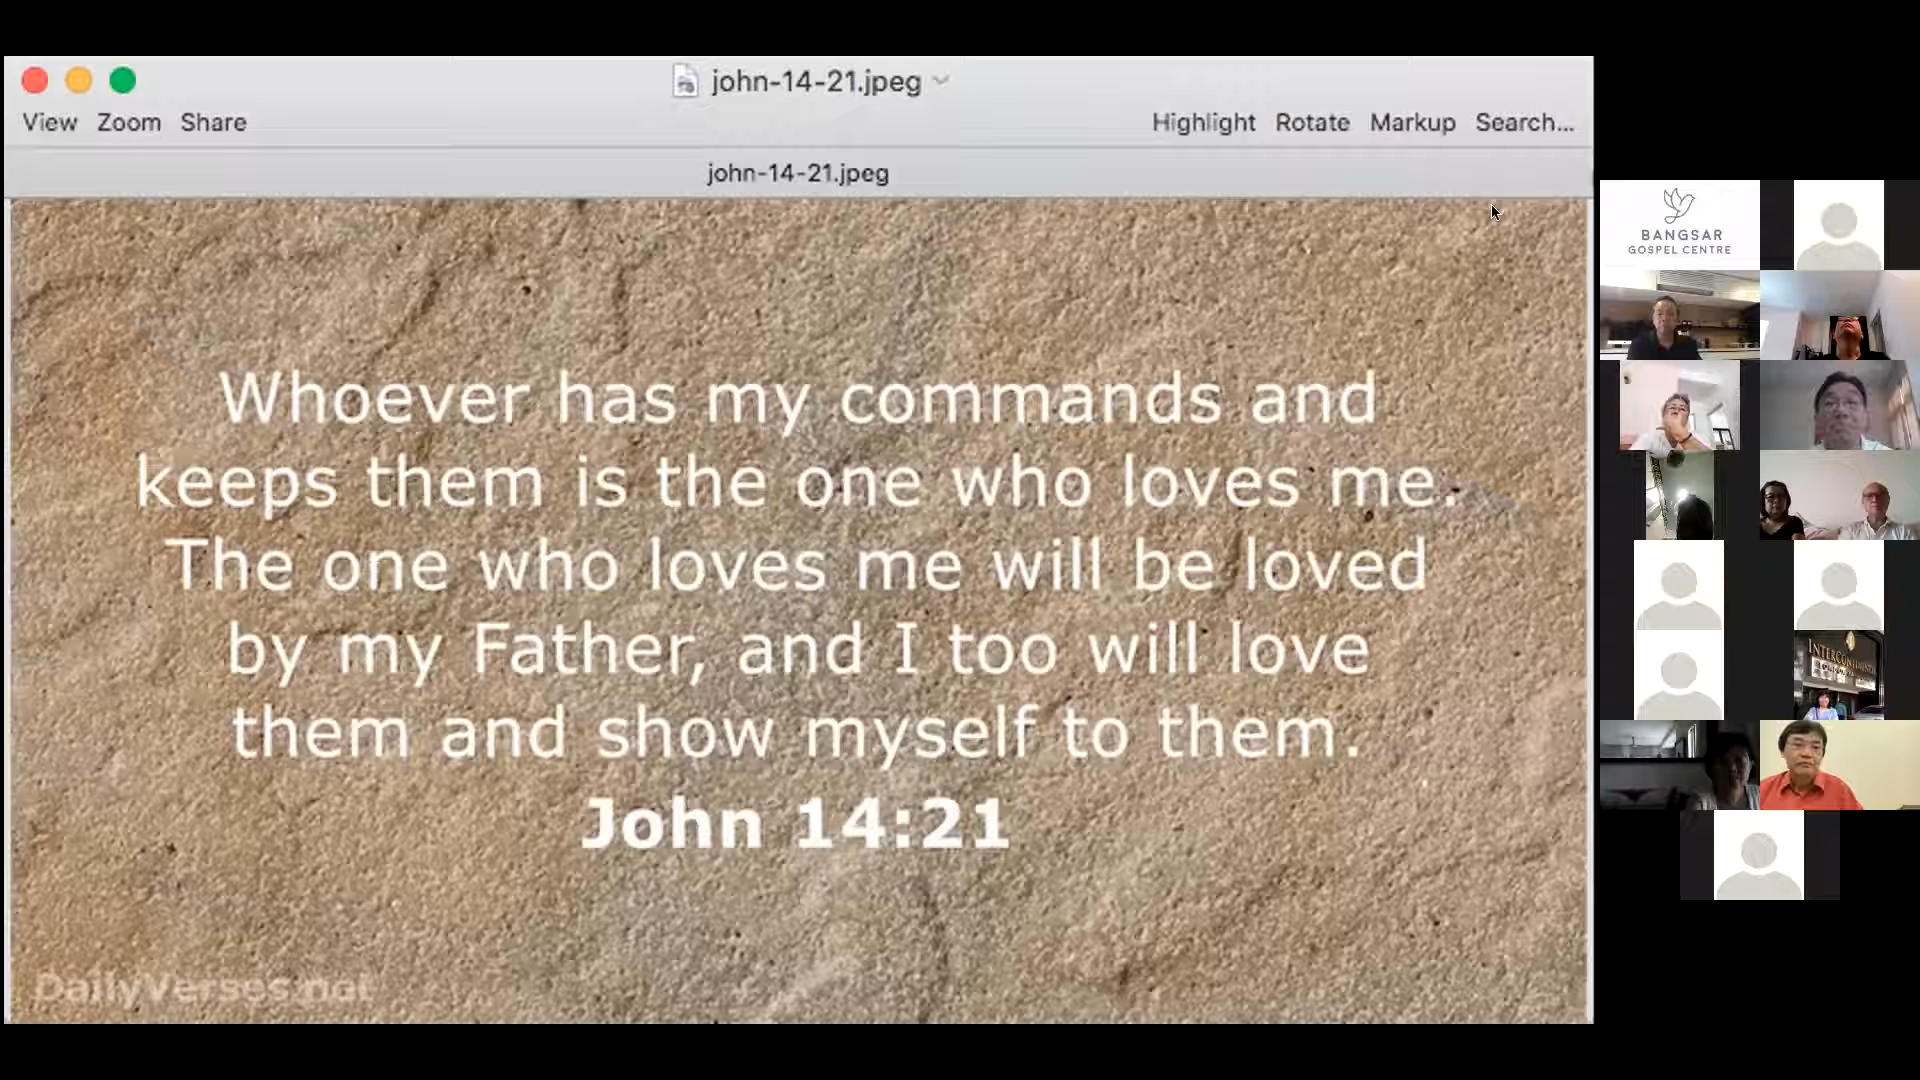 john-14-21.jpeg
View Zoom Share
Highlight Rotate Markup Search...
john-14-21.jpeg
Whoever has my commands and
keeps them is the one who loves me.
The one who loves me will be loved
by my Father, and I too will love
them and show myself to them.
John 14:21
DailyVerses.net
BANGSAR
GOSPEL CENTRE